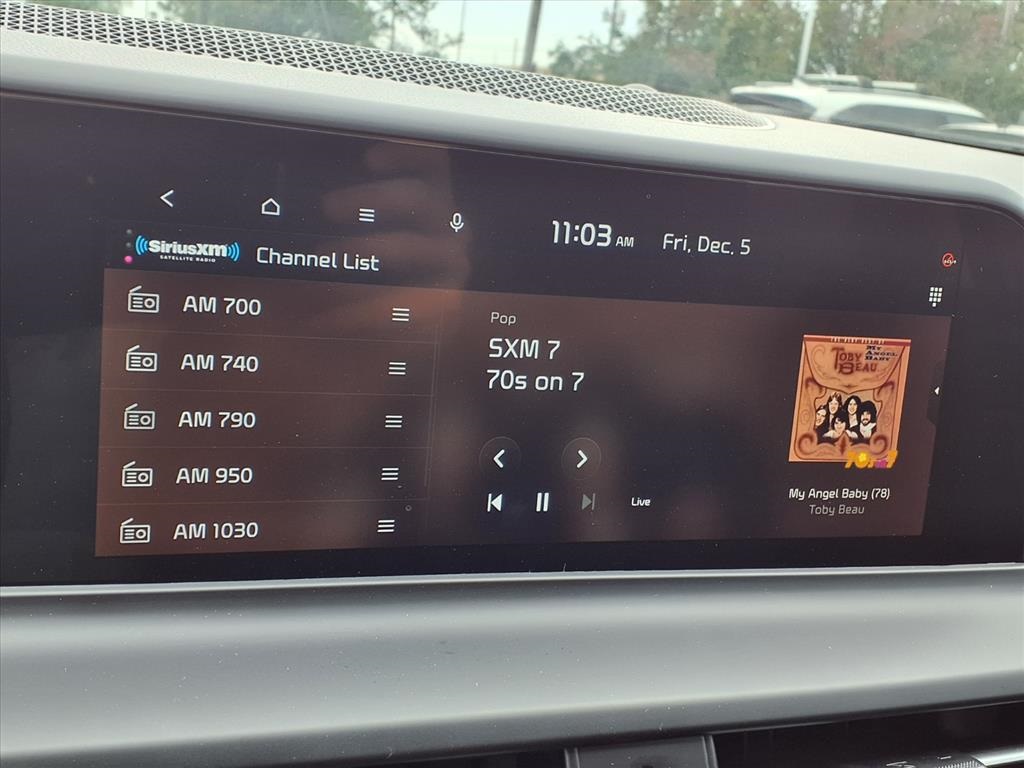 11:03 AM
Fri, Dec. 5
SiriusXM
SATELLITE RADIO
Channel List
AM 700
AM 740
AM 790
AM 950
AM 1030
Pop
SXM 7
70s on 7
Live
TOBY BEAU
MY ANGEL BABY
My Angel Baby (78)
Toby Beau